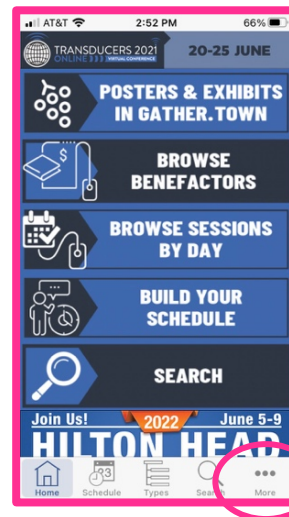 AT&T 2:52 PM 66%
TRANSDUCERS 2021 20-25 JUNE
ONLINE VIRTUAL CONFERENCE
POSTERS & EXHIBITS
IN GATHER.TOWN
BROWSE
BENEFACTORS
BROWSE SESSIONS
BY DAY
BUILD YOUR
SCHEDULE
SEARCH
Join Us! 2022 June 5-9
HILTON HEAD
Home Schedule Types Search More